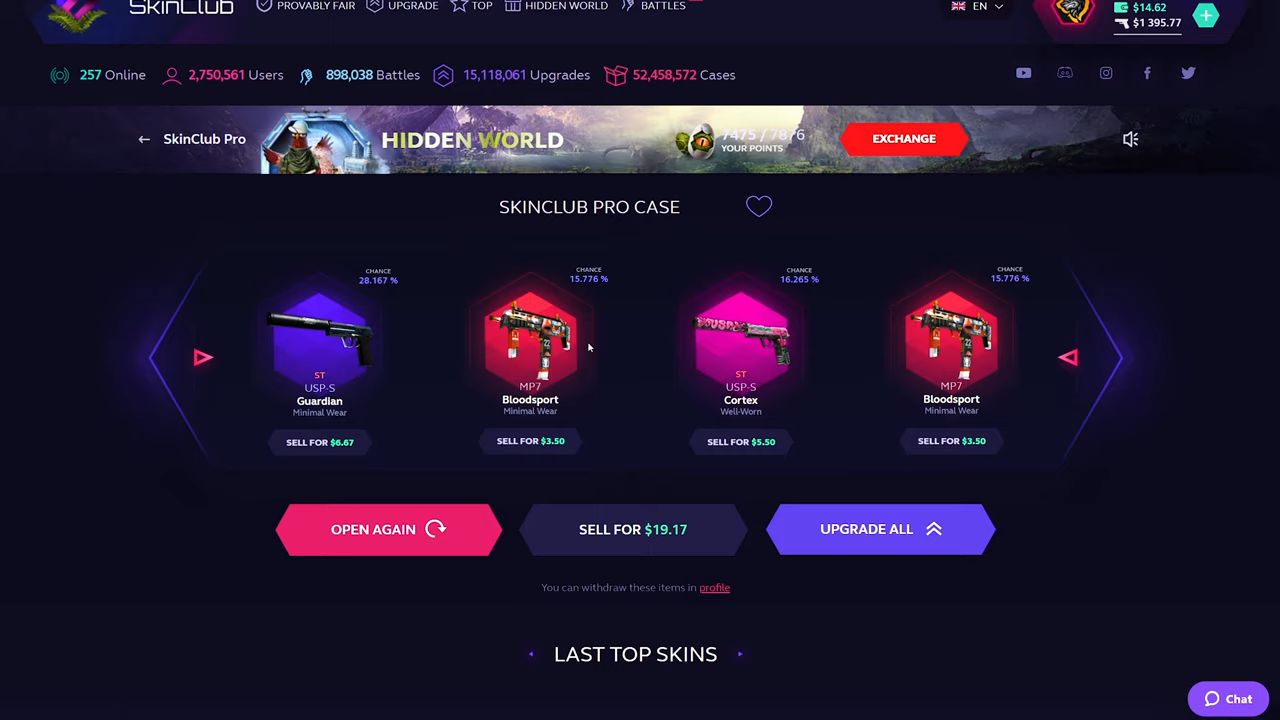 SkinClub
PROVABLY FAIR
UPGRADE
TOP
HIDDEN WORLD
BATTLES
EN
$14.62
$1 395.77
257 Online
2,750,561 Users
898,038 Battles
15,118,061 Upgrades
52,458,572 Cases
SkinClub Pro
HIDDEN WORLD
7475 / 7876
YOUR POINTS
EXCHANGE
SKINCLUB PRO CASE
CHANCE
28.167 %
ST
USP-S
Guardian
Minimal Wear
SELL FOR $6.67
CHANCE
15.776 %
MP7
Bloodsport
Minimal Wear
SELL FOR $3.50
CHANCE
16.265 %
ST
USP-S
Cortex
Well-Worn
SELL FOR $5.50
CHANCE
15.776 %
MP7
Bloodsport
Minimal Wear
SELL FOR $3.50
OPEN AGAIN
SELL FOR $19.17
UPGRADE ALL
You can withdraw these items in profile
LAST TOP SKINS
Chat